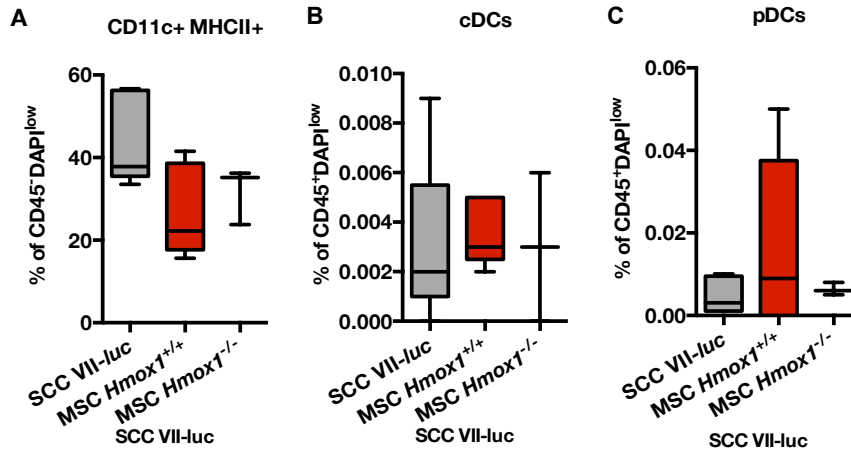 A
CD11c+ MHCII+
% of CD45⁻DAPI^low
60
40
20
0
SCC VII-luc
MSC Hmox1⁺/⁺
MSC Hmox1⁻/⁻
SCC VII-luc
B
cDCs
% of CD45⁺DAPI^low
0.010
0.008
0.006
0.004
0.002
0.000
SCC VII-luc
MSC Hmox1⁺/⁺
MSC Hmox1⁻/⁻
SCC VII-luc
C
pDCs
% of CD45⁺DAPI^low
0.06
0.04
0.02
0.00
SCC VII-luc
MSC Hmox1⁺/⁺
MSC Hmox1⁻/⁻
SCC VII-luc